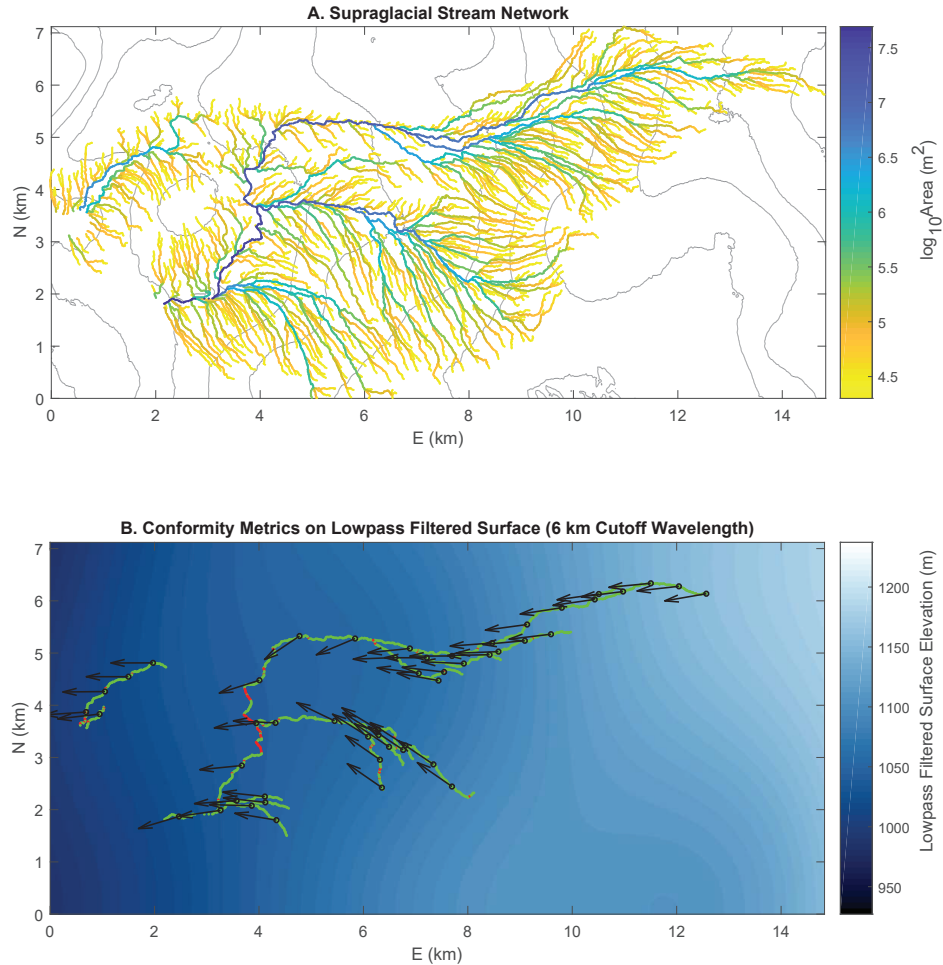 A. Supraglacial Stream Network
7
6
5
4
3
2
1
0
N (km)
0 2 4 6 8 10 12 14
E (km)
7.5
7
6.5
6
5.5
5
4.5
log10Area (m2)
B. Conformity Metrics on Lowpass Filtered Surface (6 km Cutoff Wavelength)
7
6
5
4
3
2
1
0
N (km)
0 2 4 6 8 10 12 14
E (km)
1200
1150
1100
1050
1000
950
Lowpass Filtered Surface Elevation (m)